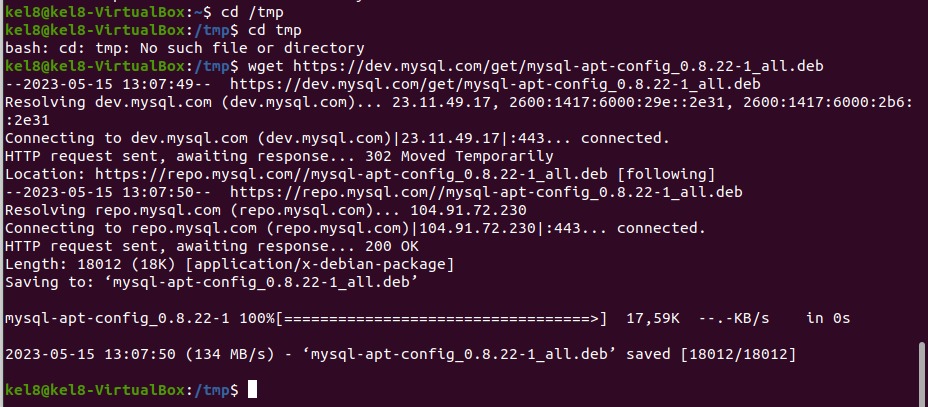 kel8@kel8-VirtualBox:~$ cd /tmp
kel8@kel8-VirtualBox:/tmp$ cd tmp
bash: cd: tmp: No such file or directory
kel8@kel8-VirtualBox:/tmp$ wget https://dev.mysql.com/get/mysql-apt-config_0.8.22-1_all.deb
--2023-05-15 13:07:49--  https://dev.mysql.com/get/mysql-apt-config_0.8.22-1_all.deb
Resolving dev.mysql.com (dev.mysql.com)... 23.11.49.17, 2600:1417:6000:29e::2e31, 2600:1417:6000:2b6:
:2e31
Connecting to dev.mysql.com (dev.mysql.com)|23.11.49.17|:443... connected.
HTTP request sent, awaiting response... 302 Moved Temporarily
Location: https://repo.mysql.com//mysql-apt-config_0.8.22-1_all.deb [following]
--2023-05-15 13:07:50--  https://repo.mysql.com//mysql-apt-config_0.8.22-1_all.deb
Resolving repo.mysql.com (repo.mysql.com)... 104.91.72.230
Connecting to repo.mysql.com (repo.mysql.com)|104.91.72.230|:443... connected.
HTTP request sent, awaiting response... 200 OK
Length: 18012 (18K) [application/x-debian-package]
Saving to: ‘mysql-apt-config_0.8.22-1_all.deb’
mysql-apt-config_0.8.22-1 100%[==================================>]  17,59K  --.-KB/s    in 0s
2023-05-15 13:07:50 (134 MB/s) - ‘mysql-apt-config_0.8.22-1_all.deb’ saved [18012/18012]
kel8@kel8-VirtualBox:/tmp$